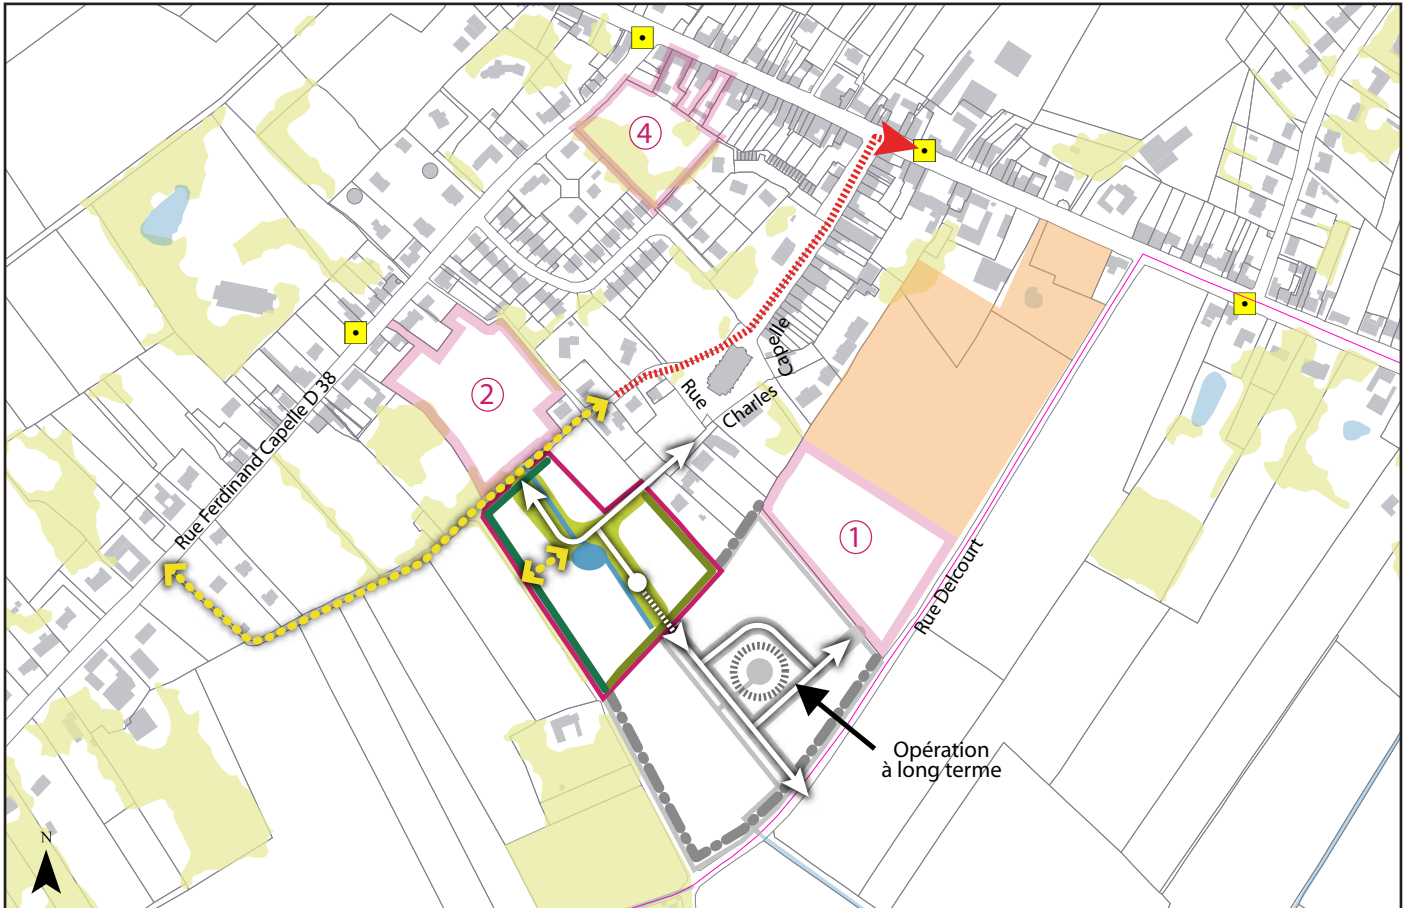 4
2
Rue Ferdinand Capelle D 38
Rue
Charles
Capelle
1
Rue Delcourt
Opération
à long terme
N